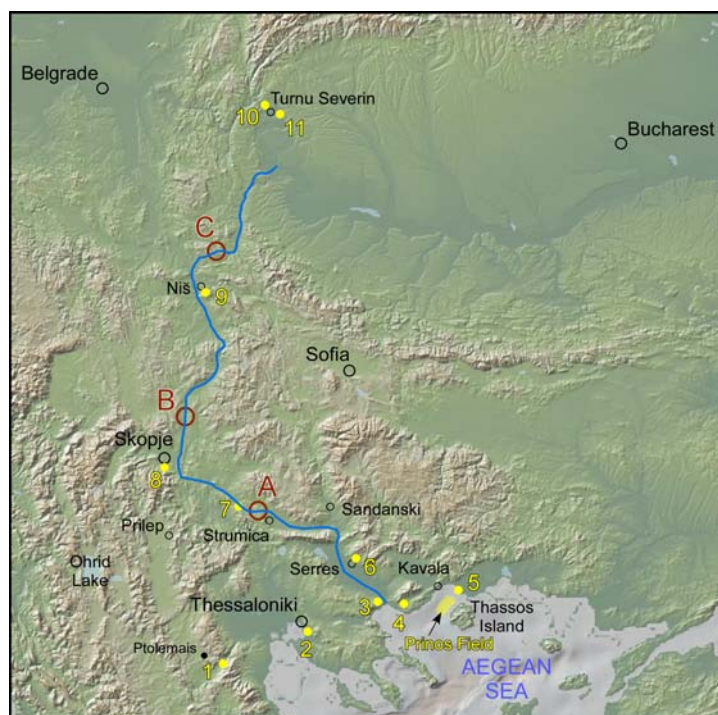 Belgrade
Turnu Severin
10
11
Bucharest
C
Niš
9
Sofia
B
Skopje
8
A
7
Sandanski
Strumica
Prilep
Ohrid
Lake
6
Serres
Kavala
5
3
4
Thessaloniki
Thassos
Island
2
Prinos Field
Ptolemais
1
AEGEAN
SEA